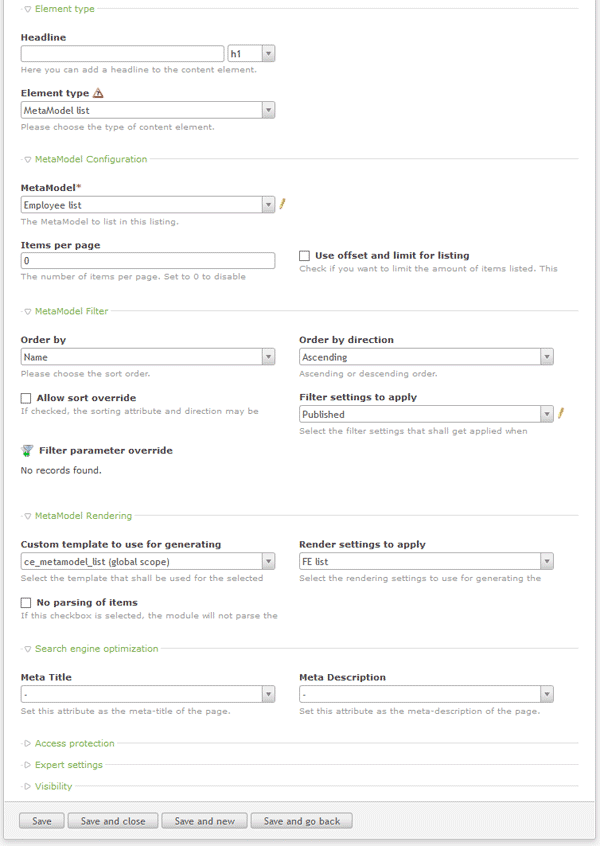 Element type
Headline
h1
Here you can add a headline to the content element.
Element type
MetaModel list
Please choose the type of content element.
MetaModel Configuration
MetaModel*
Employee list
The MetaModel to list in this listing.
Items per page
0
Use offset and limit for listing
The number of items per page. Set to 0 to disable
Check if you want to limit the amount of items listed. This
MetaModel Filter
Order by
Order by direction
Name
Ascending
Please choose the sort order.
Ascending or descending order.
Allow sort override
Filter settings to apply
If checked, the sorting attribute and direction may be
Published
Select the filter settings that shall get applied when
Filter parameter override
No records found.
MetaModel Rendering
Custom template to use for generating
Render settings to apply
ce_metamodel_list (global scope)
FE list
Select the template that shall be used for the selected
Select the rendering settings to use for generating the
No parsing of items
If this checkbox is selected, the module will not parse the
Search engine optimization
Meta Title
Meta Description
-
-
Set this attribute as the meta-title of the page.
Set this attribute as the meta-description of the page.
Access protection
Expert settings
Visibility
Save
Save and close
Save and new
Save and go back